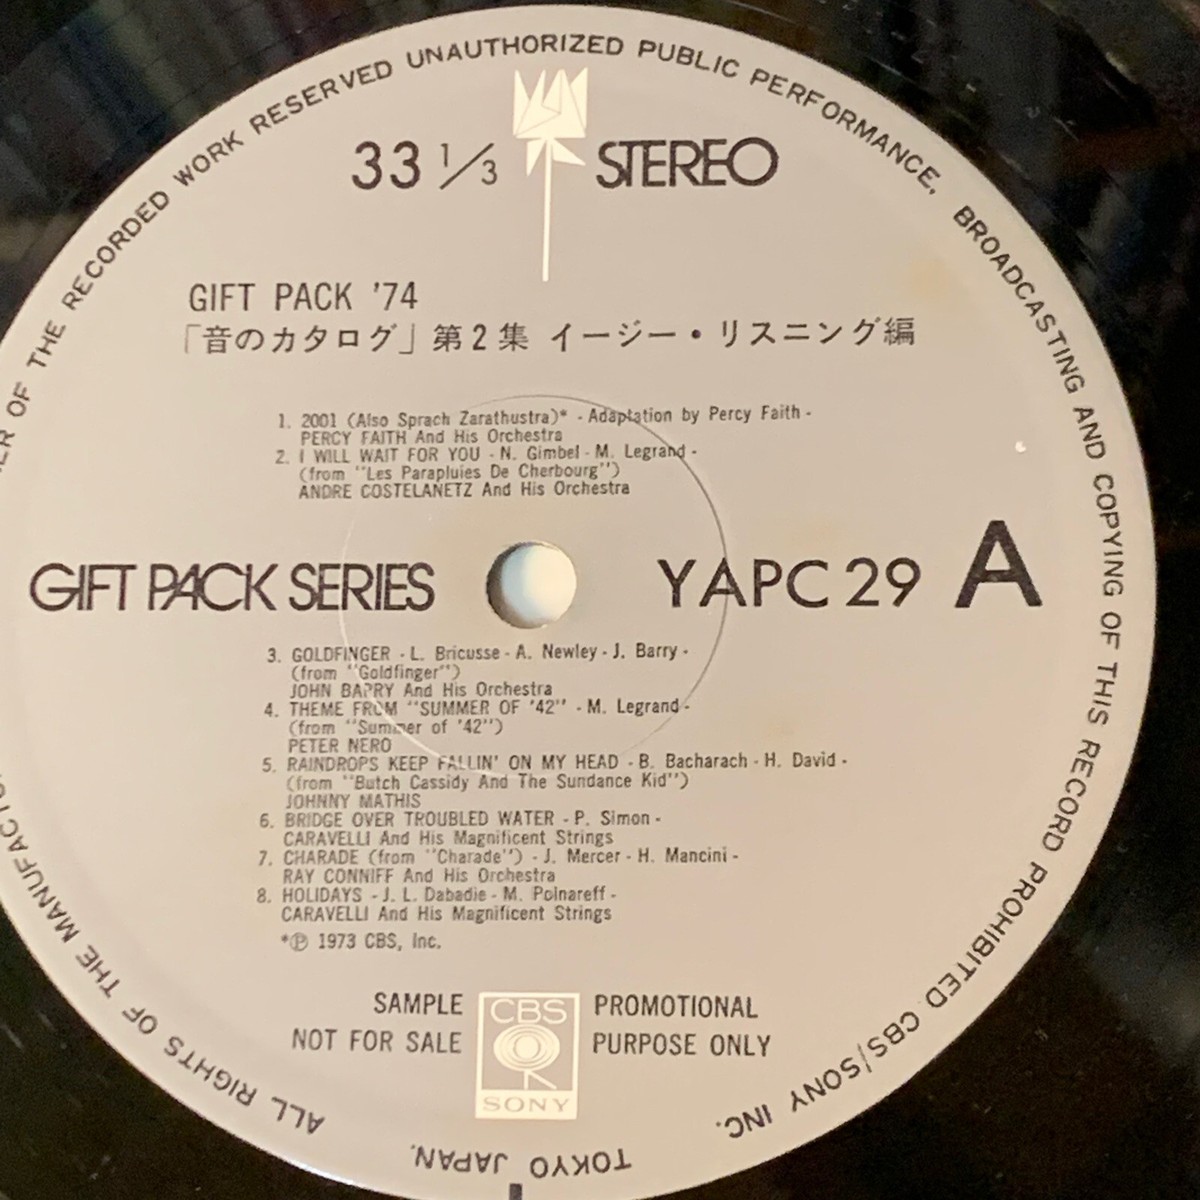 ER OF THE RECORDED WORK RESERVED UNAUTHORIZED PUBLIC PERFORMANCE, BROADCASTING AND COPYING OF THIS RECORD PROHIBITED CBS/SONY INC.
33 1/3 STEREO
GIFT PACK '74
「音のカタログ」第2集 イージー・リスニング編
1. 2001 (Also Sprach Zarathustra)* - Adaptation by Percy Faith -
PERCY FAITH And His Orchestra
2. I WILL WAIT FOR YOU - N. Gimbel - M. Legrand -
(from "Les Parapluies De Cherbourg")
ANDRE COSTELANETZ And His Orchestra
GIFT PACK SERIES YAPC 29 A
3. GOLDFINGER - L. Bricusse - A. Newley - J. Barry -
(from "Goldfinger")
JOHN BARRY And His Orchestra
4. THEME FROM "SUMMER OF '42" - M. Legrand -
(from "Summer of '42")
PETER NERO
5. RAINDROPS KEEP FALLIN' ON MY HEAD - B. Bacharach - H. David -
(from "Butch Cassidy And The Sundance Kid")
JOHNNY MATHIS
6. BRIDGE OVER TROUBLED WATER - P. Simon -
CARAVELLI And His Magnificent Strings
7. CHARADE (from "Charade") - J. Mercer - H. Mancini -
RAY CONNIFF And His Orchestra
8. HOLIDAYS - J. L. Dabadie - M. Polnareff -
CARAVELLI And His Magnificent Strings
*℗ 1973 CBS, Inc.
SAMPLE CBS PROMOTIONAL
NOT FOR SALE PURPOSE ONLY
SONY
ALL RIGHTS OF THE MANUFACTU
TOKYO JAPAN.